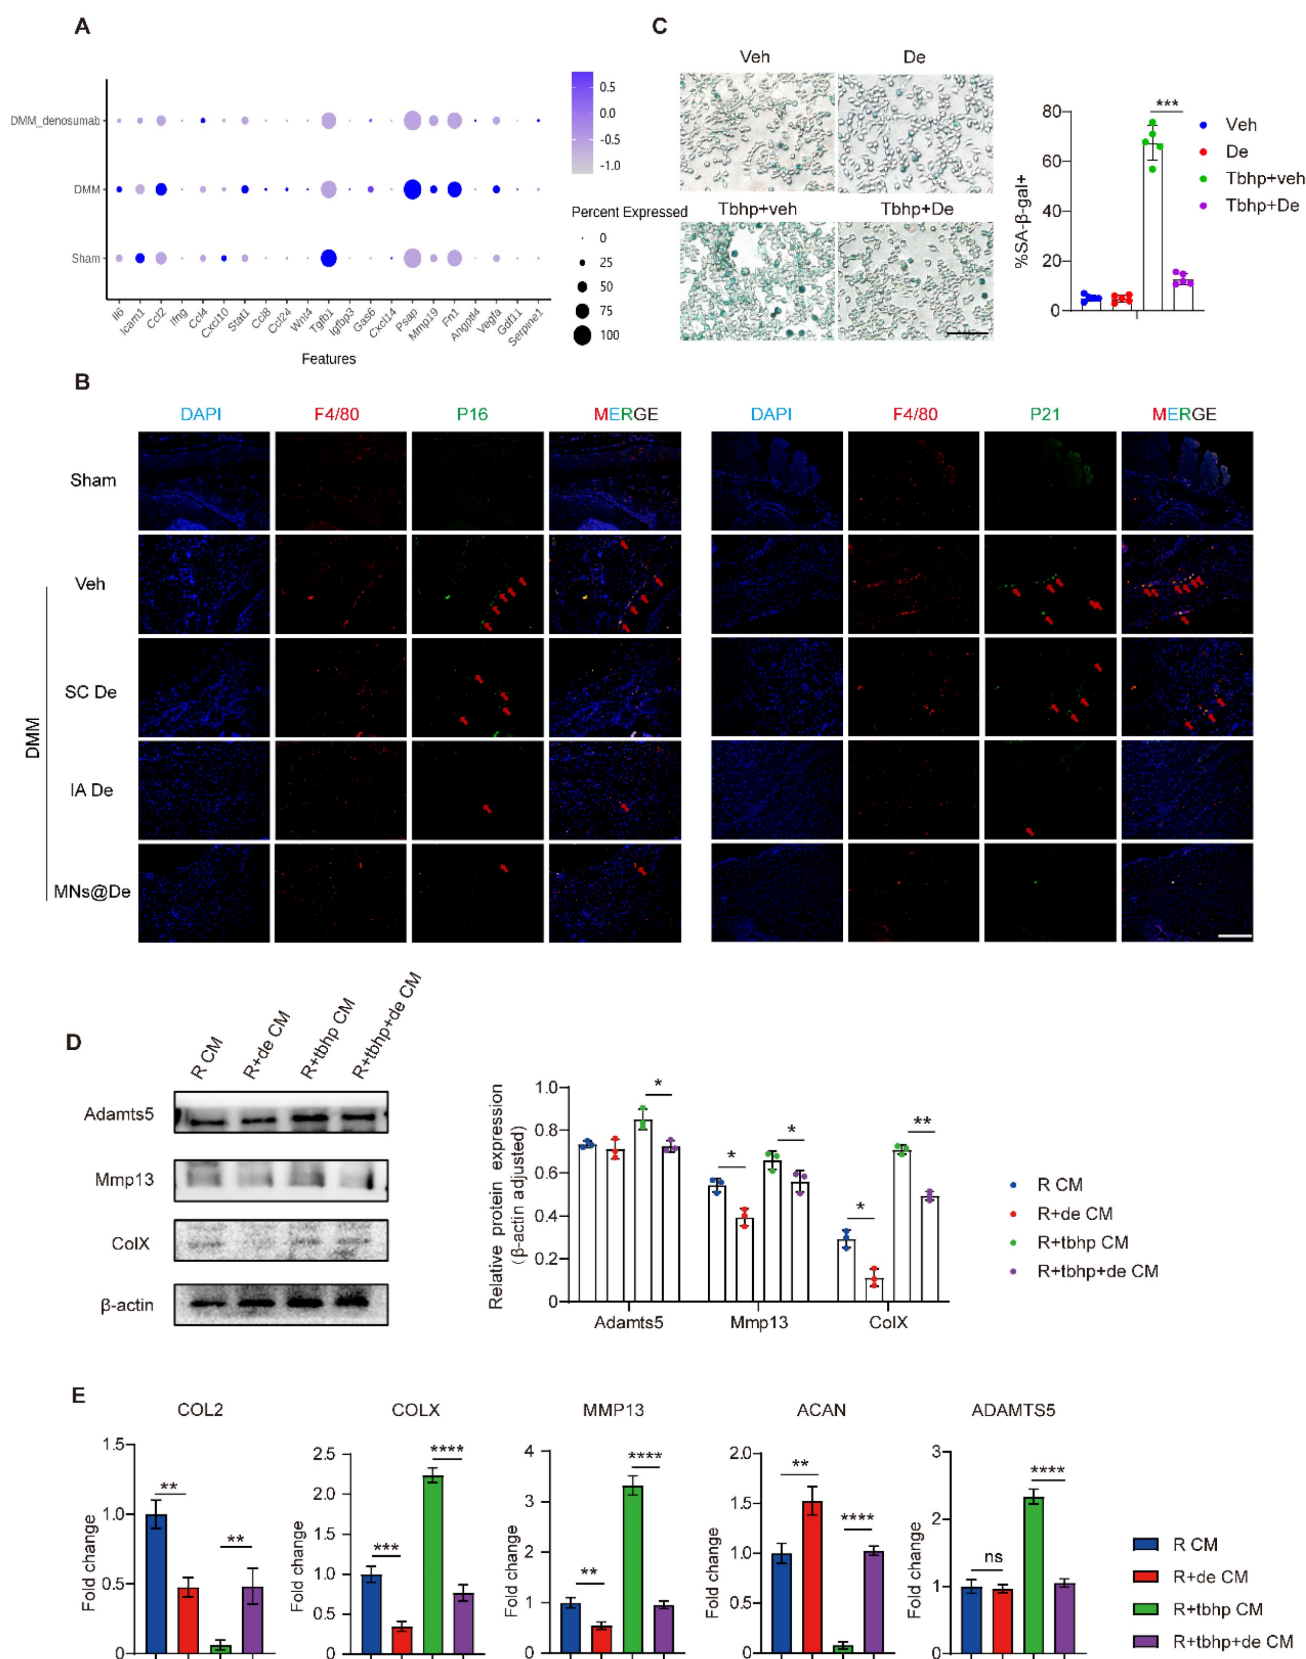 A
DMM_denosumab
DMM
Sham
Il6
Icam1
Ccl2
Ifng
Ccl4
Cxcl10
Stat1
Ccl8
Ccl24
Wnt4
Tgfb1
Igfbp3
Gas6
Cxcl14
Psap
Mmp19
Fn1
Angptl4
Vegfa
Gdf11
Serpine1
Features
0.5
0.0
-0.5
-1.0
Percent Expressed
0
25
50
75
100
C
Veh De
Tbhp+veh Tbhp+De
%SA-β-gal+
80
60
40
20
0
***
Veh
De
Tbhp+veh
Tbhp+De
B
DAPI F4/80 P16 MERGE DAPI F4/80 P21 MERGE
Sham
Veh
SC De
IA De
MNs@De
DMM
D
R CM
R+de CM
R+tbhp CM
R+tbhp+de CM
Adamts5
Mmp13
ColX
β-actin
Relative protein expression
(β-actin adjusted)
1.0
0.8
0.6
0.4
0.2
0
*
*
*
*
**
Adamts5 Mmp13 ColX
R CM
R+de CM
R+tbhp CM
R+tbhp+de CM
E
COL2
Fold change
1.5
1.0
0.5
0
**
**
COLX
Fold change
2.5
2.0
1.5
1.0
0.5
0
***
****
MMP13
Fold change
4
3
2
1
0
**
****
ACAN
Fold change
2.0
1.5
1.0
0.5
0
**
****
ADAMTS5
Fold change
3
2
1
0
ns
****
R CM
R+de CM
R+tbhp CM
R+tbhp+de CM